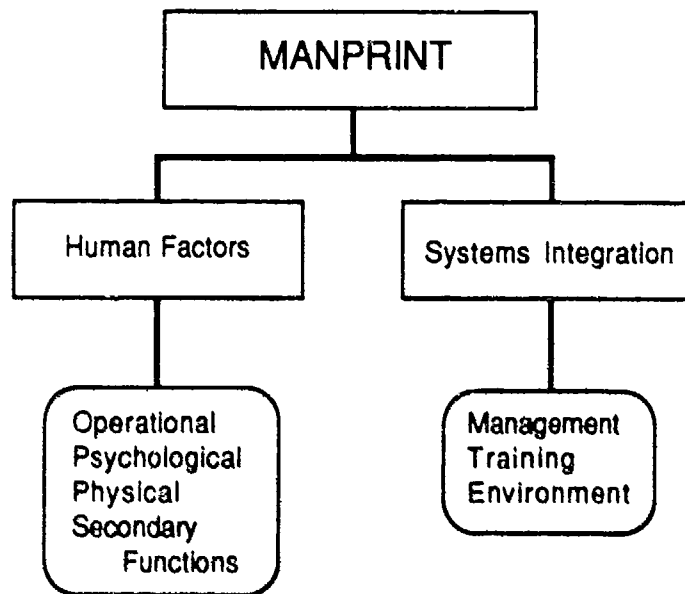 MANPRINT
Human Factors
Systems Integration
Operational
Psychological
Physical
Secondary
Functions
Management
Training
Environment